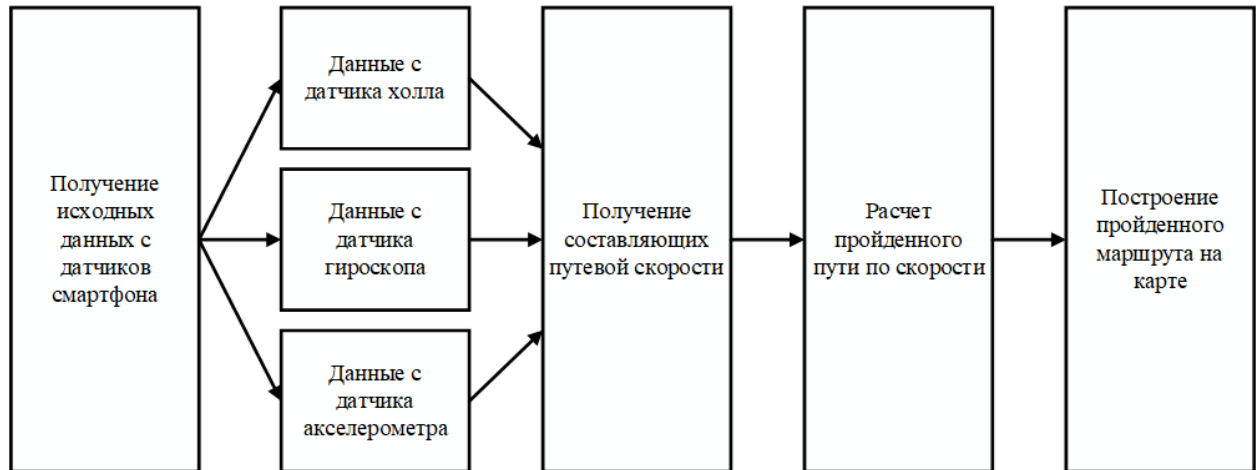 Получение
исходных
данных с
датчиков
смартфона
Данные с
датчика холла
Данные с
датчика
гироскопа
Данные с
датчика
акселерометра
Получение
составляющих
путевой скорости
Расчет
пройденного
пути по скорости
Построение
пройденного
маршрута на
карте